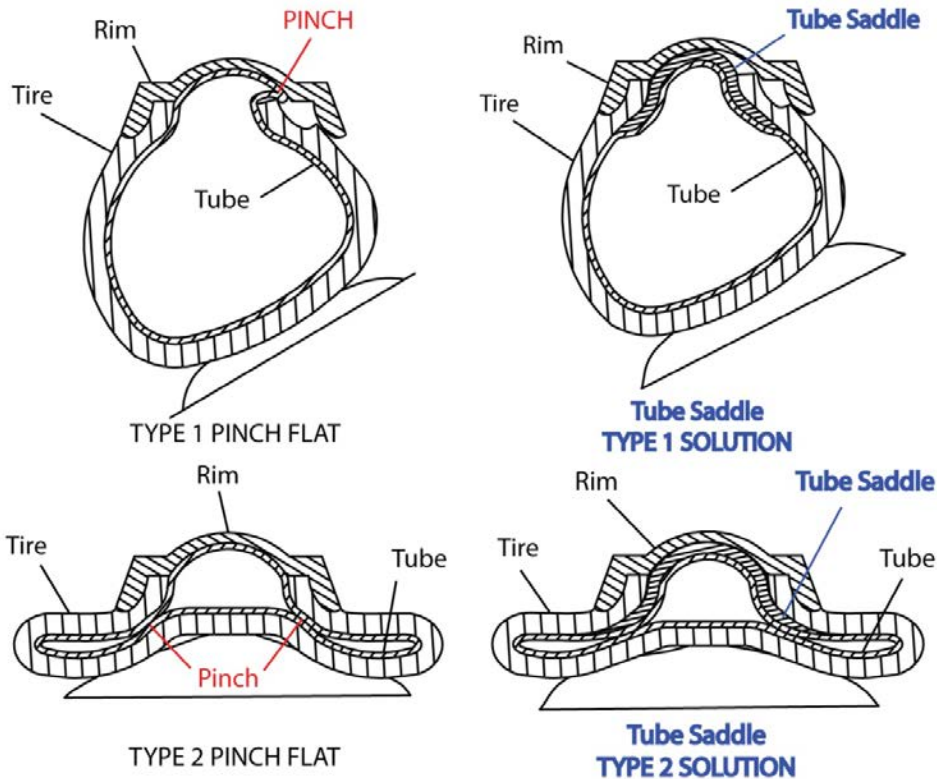 PINCH
Rim
Tire
Tube
TYPE 1 PINCH FLAT
Tube Saddle
Rim
Tire
Tube
Tube Saddle
TYPE 1 SOLUTION
Rim
Tire
Tube
Pinch
TYPE 2 PINCH FLAT
Tube Saddle
Rim
Tire
Tube
Tube Saddle
TYPE 2 SOLUTION